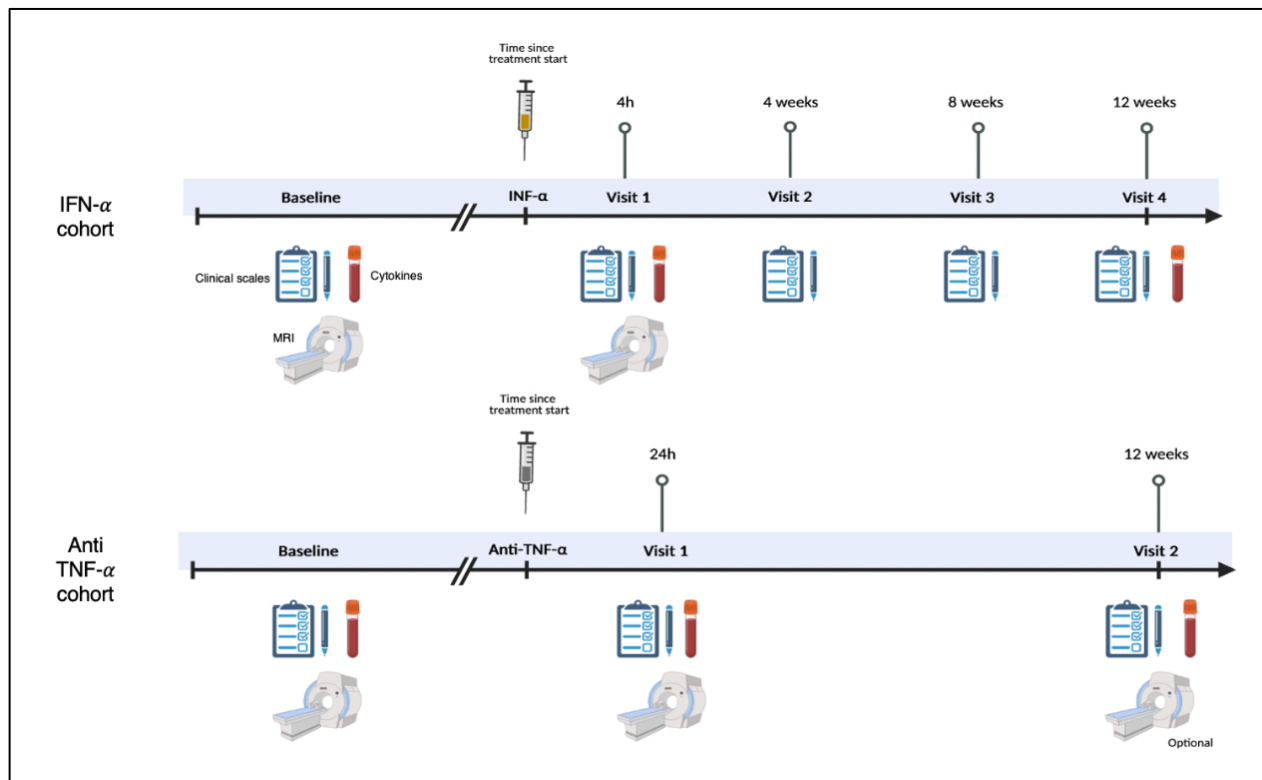 Time since
treatment start
4h
4 weeks
8 weeks
12 weeks
IFN-α
cohort
Baseline
INF-α
Visit 1
Visit 2
Visit 3
Visit 4
Clinical scales
Cytokines
MRI
Time since
treatment start
24h
12 weeks
Anti
TNF-α
cohort
Baseline
Anti-TNF-α
Visit 1
Visit 2
Optional